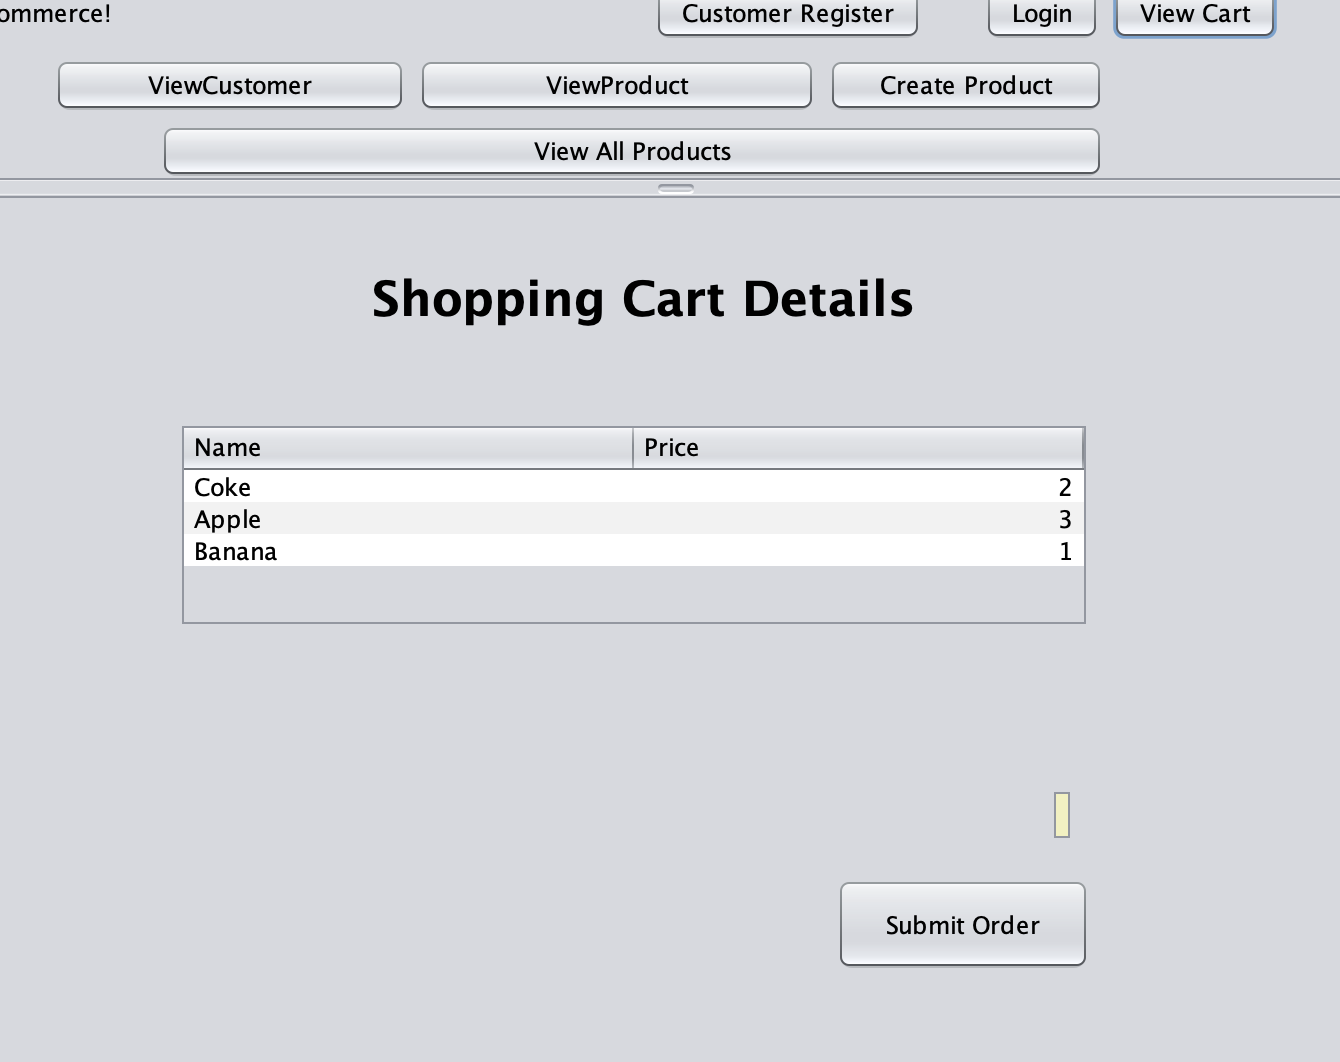 ommerce! Customer Register Login View Cart
ViewCustomer ViewProduct Create Product
View All Products
Shopping Cart Details
Name Price
Coke 2
Apple 3
Banana 1
Submit Order